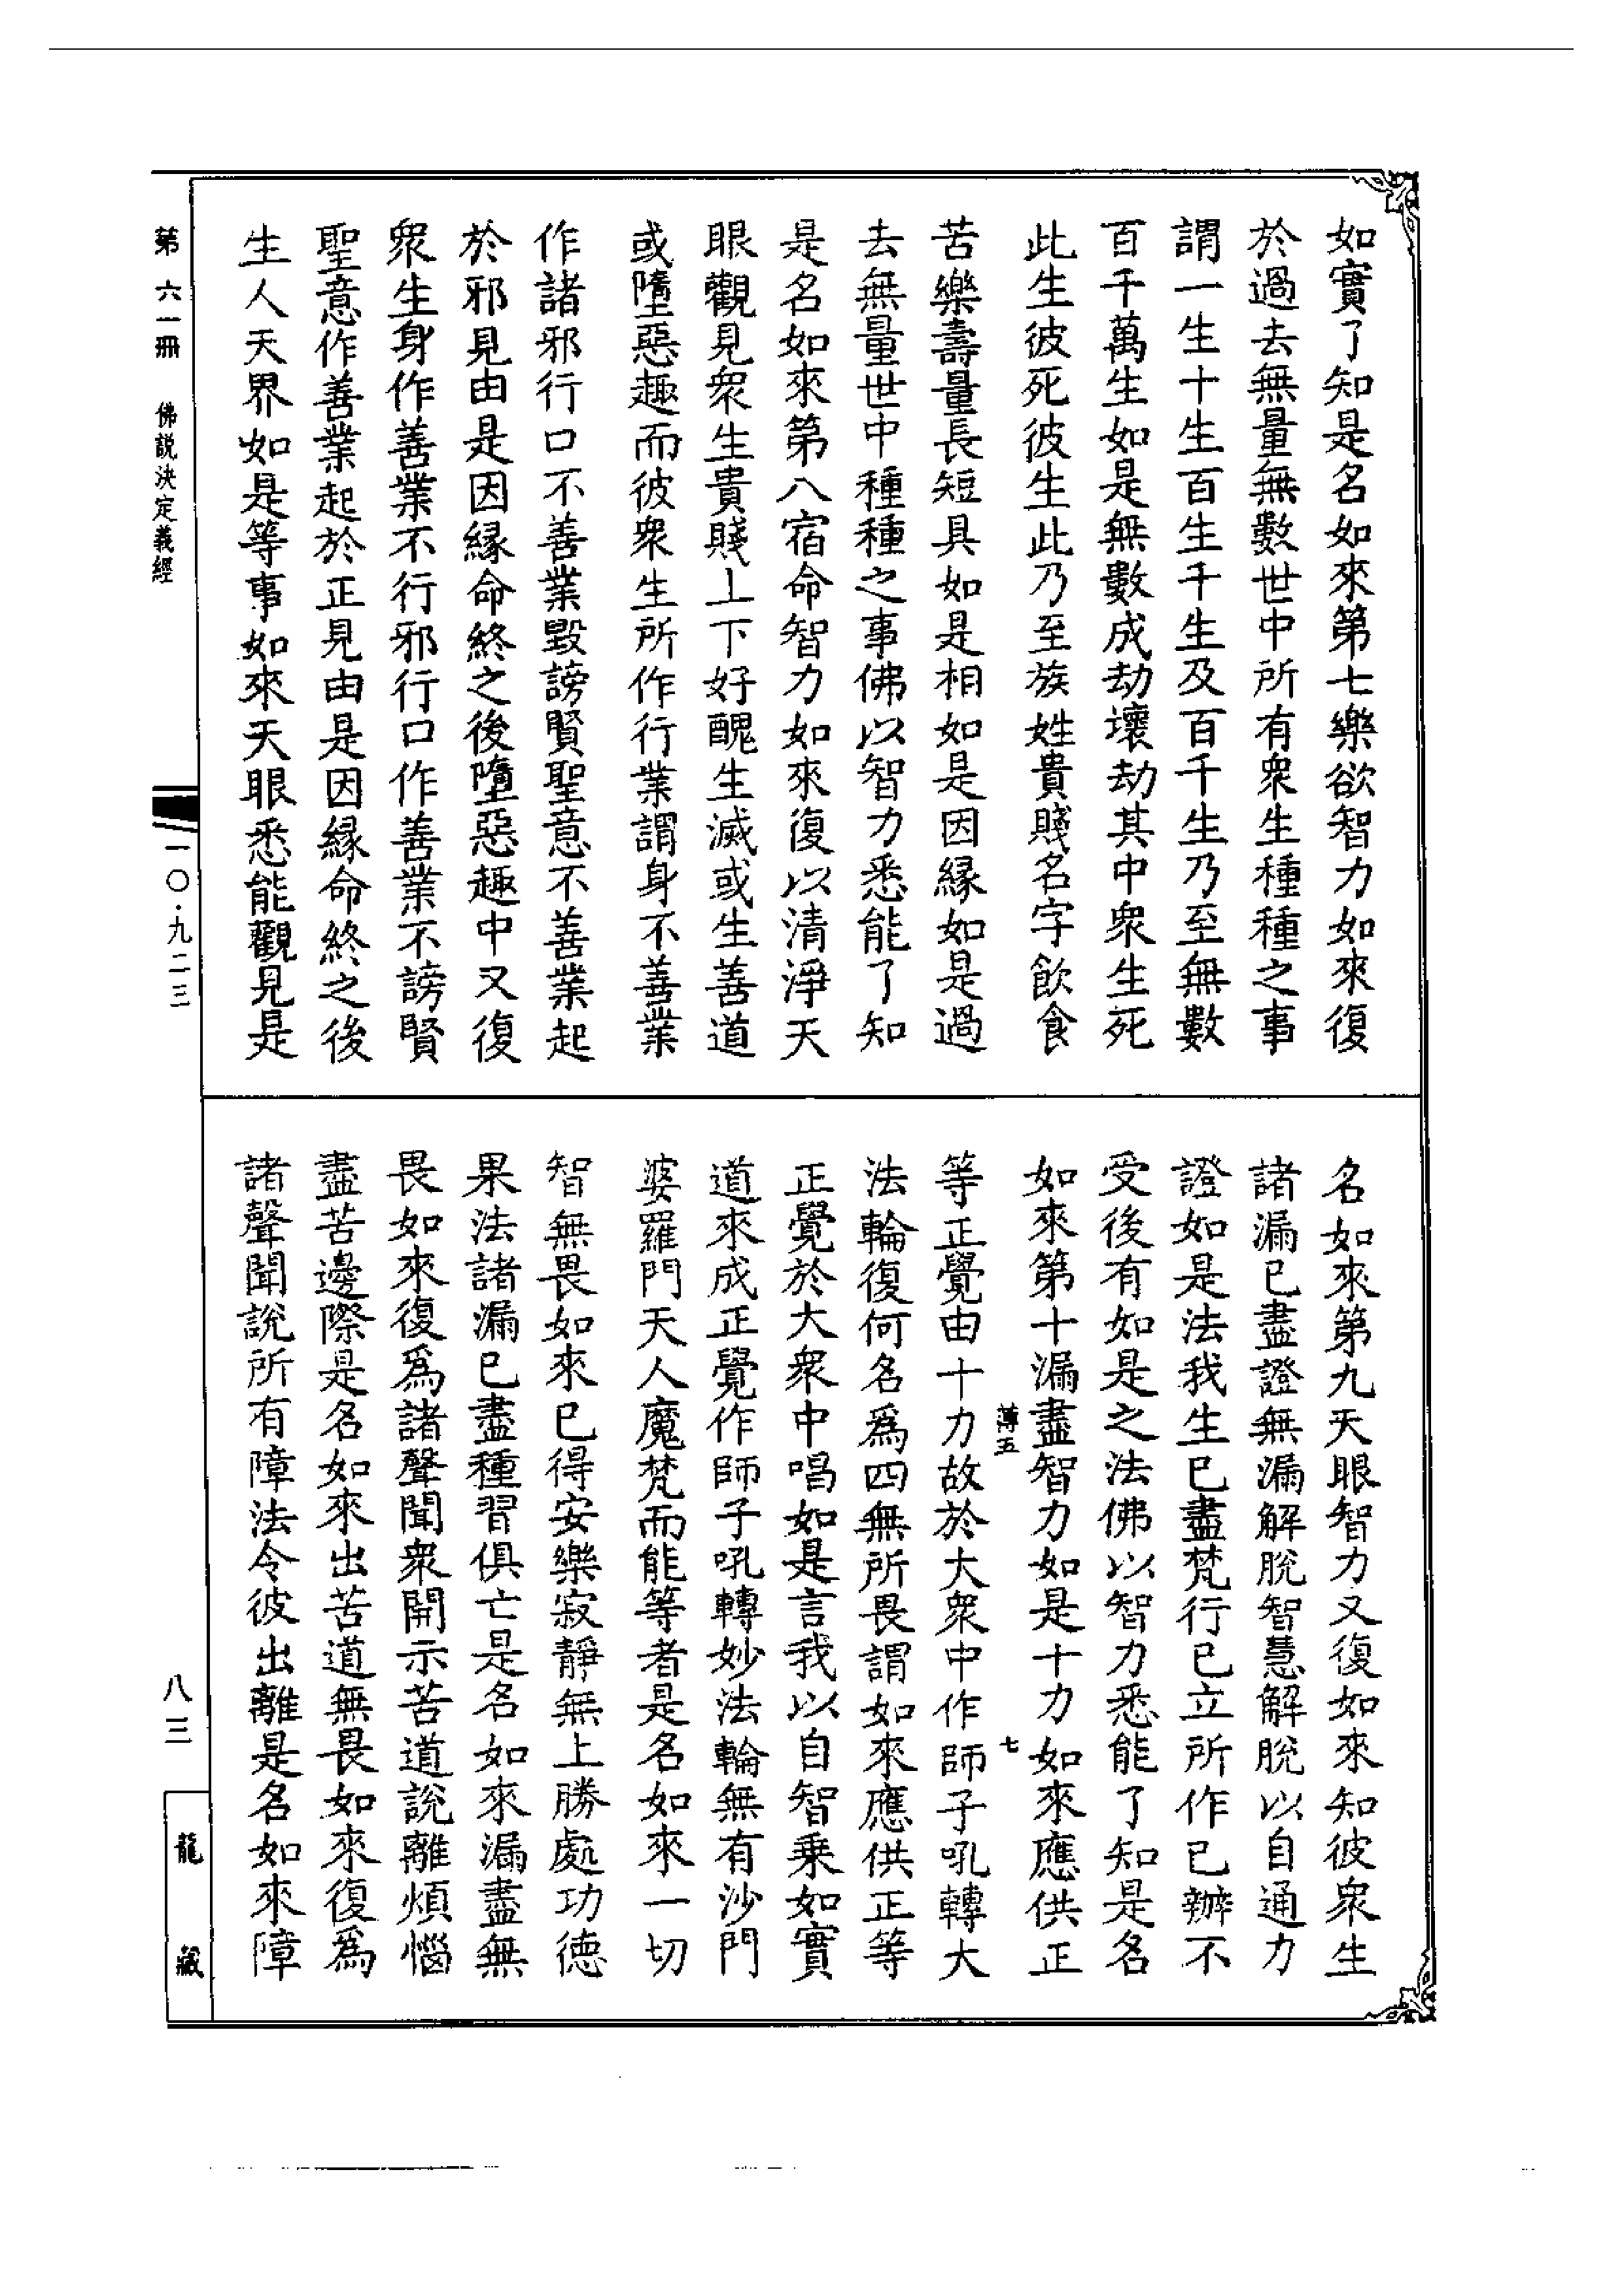 如實了知是名如來第七樂欲智力如來復
於過去無量無數世中所有衆生種種之事
謂一生十生百生千生及百千生乃至無數
百千萬生如是無數成劫壞劫其中衆生死
此生彼死彼生此乃至族姓貴賤名字飲食
苦樂壽量長短具如是相如是因緣如是過
去無量世中種種之事佛以智力悉能了知
是名如來第八宿命智力如來復以清淨天
眼觀見衆生貴賤上下好醜生滅或生善道
或墮惡趣而彼衆生所作行業謂身不善業
作諸邪行口不善業毀謗賢聖意不善業起
於邪見由是因緣命終之後墮惡趣中又復
衆生身作善業不行邪行口作善業不謗賢
聖意作善業起於正見由是因緣命終之後
生人天界如是等事如來天眼悉能觀見是
名如來第九天眼智力又復如來知彼衆生
諸漏已盡證無漏解脫智慧解脫以自通力
證如是法我生已盡梵行已立所作已辦不
受後有如是之法佛以智力悉能了知是名
如來第十漏盡智力如是十力如來應供正
薄五 七
等正覺由十力故於大衆中作師子吼轉大
法輪復何名爲四無所畏謂如來應供正等
正覺於大衆中唱如是言我以自智乘如實
道來成正覺作師子吼轉妙法輪無有沙門
婆羅門天人魔梵而能等者是名如來一切
智無畏如來已得安樂寂靜無上勝處功德
果法諸漏已盡種習俱亡是名如來漏盡無
畏如來復爲諸聲聞衆開示苦道說離煩惱
盡苦邊際是名如來出苦道無畏如來復爲
諸聲聞說所有障法令彼出離是名如來障
第六一冊 佛說決定義經
一〇·九二三
八三
龍藏